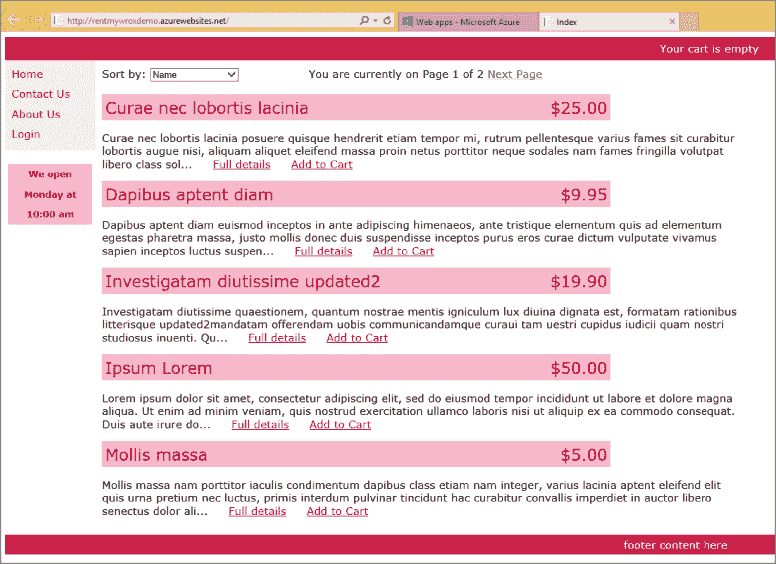 http://rentmywroxdemo.azurewebsites.net/
Web apps - Microsoft Azure
Index
Your cart is empty
Home
Contact Us
About Us
Login
We open
Monday at
10:00 am
Sort by: Name
You are currently on Page 1 of 2 Next Page
Curae nec lobortis lacinia $25.00
Curae nec lobortis lacinia posuere quisque hendrerit etiam tempor mi, rutrum pellentesque varius fames sit curabitur
lobortis augue nisi, aliquam aliquet eleifend massa proin netus porttitor neque sodales nam fames fringilla volutpat
libero class sol... Full details Add to Cart
Dapibus aptent diam $9.95
Dapibus aptent diam euismod inceptos in ante adipiscing himenaeos, ante tristique elementum quis ad elementum
egestas pharetra massa, justo mollis donec duis suspendisse inceptos purus eros curae dictum vulputate vivamus
sapien inceptos luctus suspen... Full details Add to Cart
Investigatam diutissime updated2 $19.90
Investigatam diutissime quaestionem, quantum nostrae mentis igniculum lux diuina dignata est, formatam rationibus
litterisque updated2mandatam offerendam uobis communicandamque curaui tam uestri cupidus iudicii quam nostri
studiosus inuenti. Qu... Full details Add to Cart
Ipsum Lorem $50.00
Lorem ipsum dolor sit amet, consectetur adipiscing elit, sed do eiusmod tempor incididunt ut labore et dolore magna
aliqua. Ut enim ad minim veniam, quis nostrud exercitation ullamco laboris nisi ut aliquip ex ea commodo consequat.
Duis aute irure do... Full details Add to Cart
Mollis massa $5.00
Mollis massa nam porttitor iaculis condimentum dapibus class etiam nam integer, varius lacinia aptent eleifend elit
quis urna pretium nec luctus, primis interdum pulvinar tincidunt hac curabitur convallis imperdiet in auctor libero
senectus dolor ali... Full details Add to Cart
footer content here